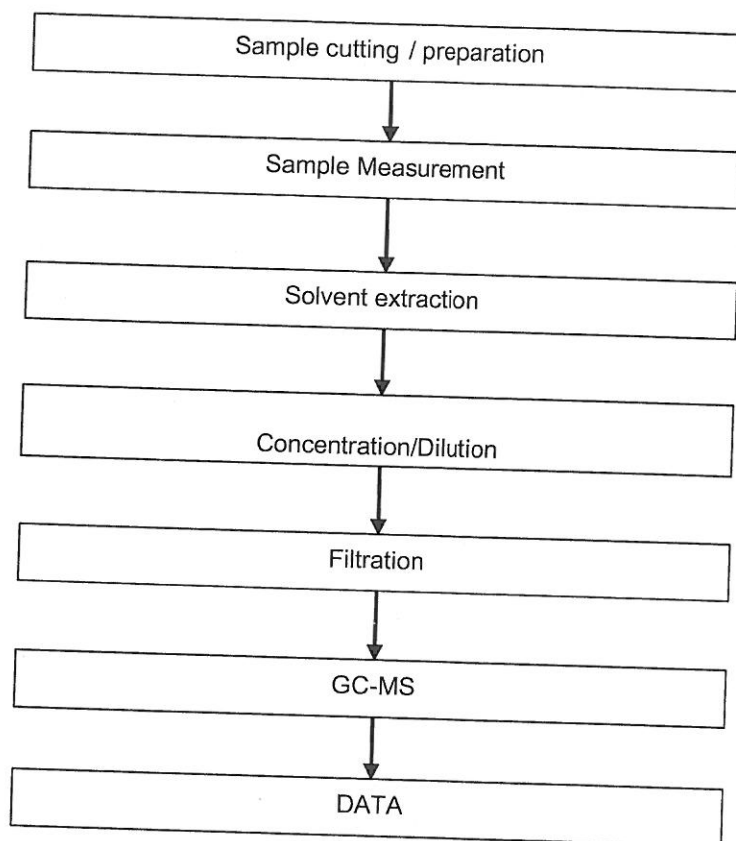 Sample cutting / preparation
Sample Measurement
Solvent extraction
Concentration/Dilution
Filtration
GC-MS
DATA